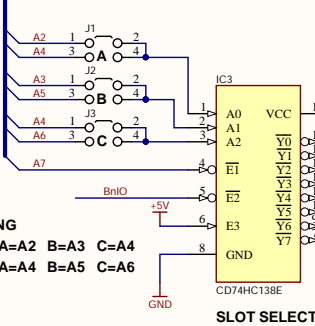 J1
A2 1 2
A4 3 A 4
J2
A3 1 2
A5 3 B 4
J3
A4 1 2
A6 3 C 4
A7
BnIO
+5V
GND
IC3
1 A0 VCC
2 A1 Y0
3 A2 Y1
4 E1 Y2
Y3
5 E2 Y4
Y5
6 E3 Y6
8 GND Y7
CD74HC138E
A=A2 B=A3 C=A4
A=A4 B=A5 C=A6
SLOT SELECT